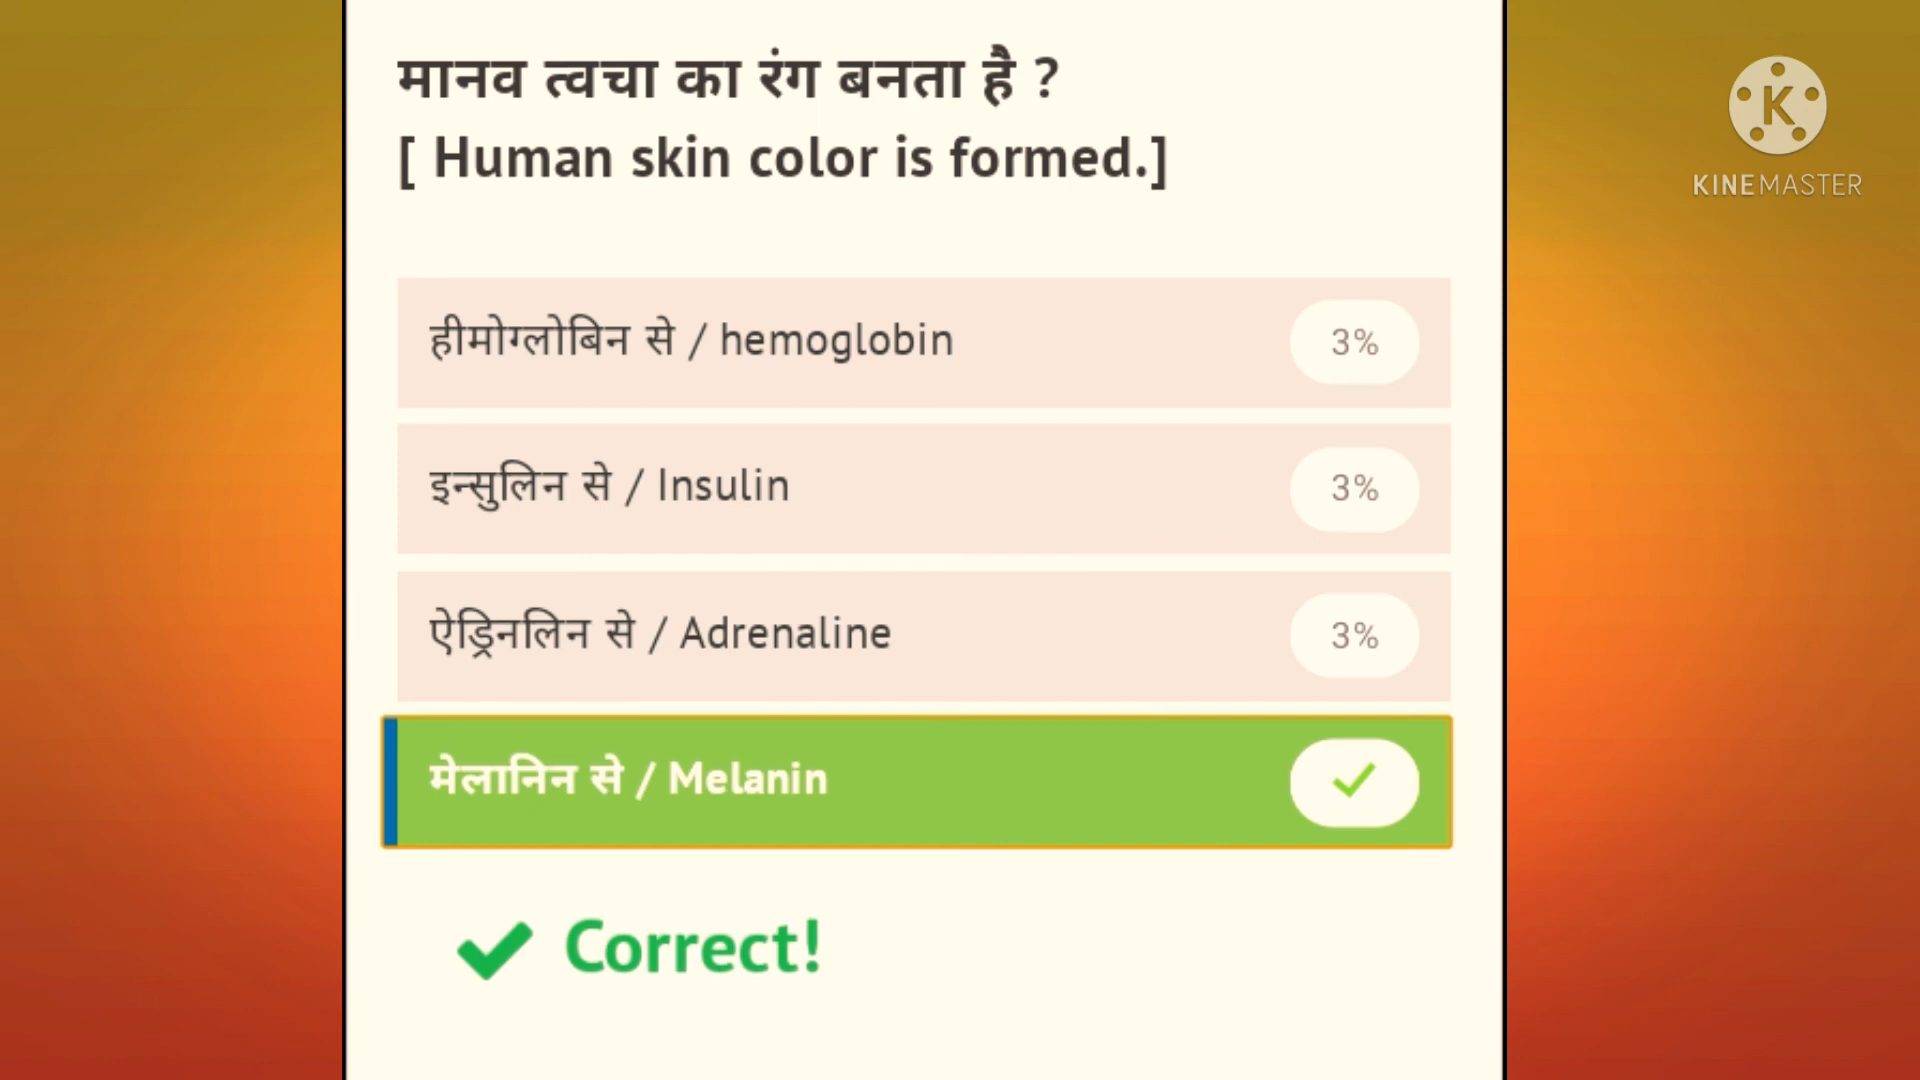 मानव त्वचा का रंग बनता है ?
[ Human skin color is formed.]
हीमोग्लोबिन से / hemoglobin
3%
इन्सुलिन से / Insulin
3%
ऐड्रिनलिन से / Adrenaline
3%
मेलानिन से / Melanin
Correct!
K
KINEMASTER